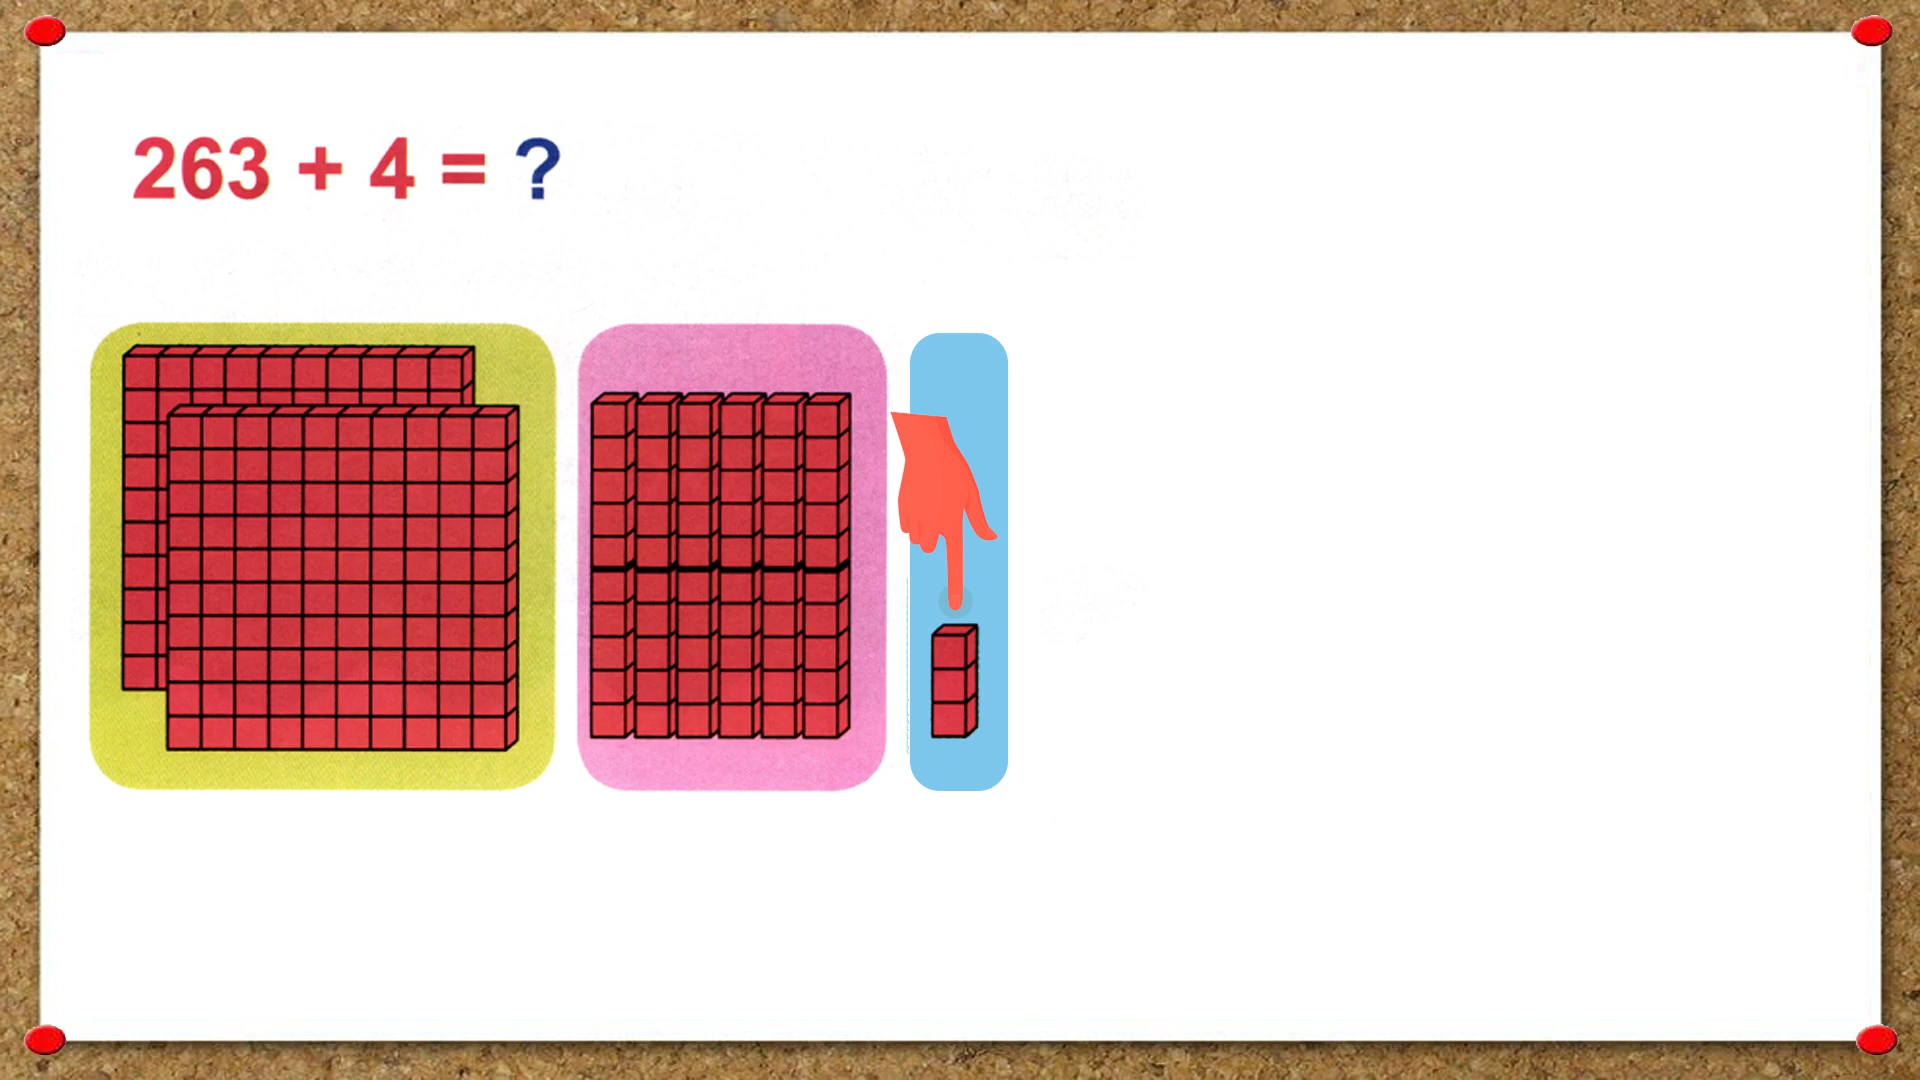 263 + 4 = ?